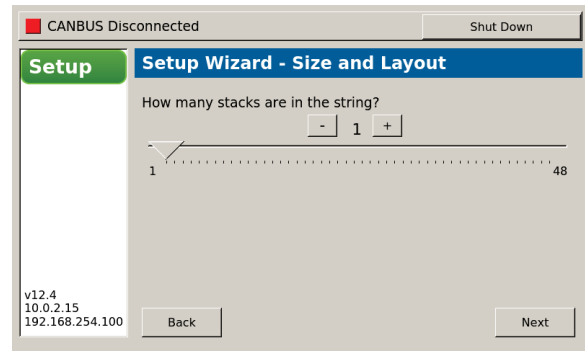 CANBUS Disconnected
Shut Down
Setup
Setup Wizard - Size and Layout
How many stacks are in the string?
- 1 +
1 48
v12.4
10.0.2.15
192.168.254.100
Back
Next